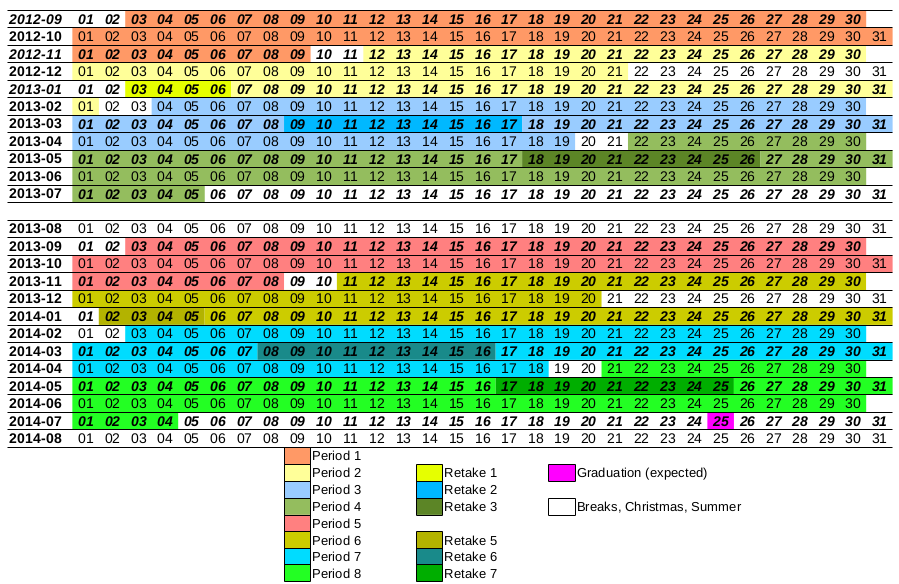 2012-09 01 02 03 04 05 06 07 08 09 10 11 12 13 14 15 16 17 18 19 20 21 22 23 24 25 26 27 28 29 30
2012-10 01 02 03 04 05 06 07 08 09 10 11 12 13 14 15 16 17 18 19 20 21 22 23 24 25 26 27 28 29 30 31
2012-11 01 02 03 04 05 06 07 08 09 10 11 12 13 14 15 16 17 18 19 20 21 22 23 24 25 26 27 28 29 30
2012-12 01 02 03 04 05 06 07 08 09 10 11 12 13 14 15 16 17 18 19 20 21 22 23 24 25 26 27 28 29 30 31
2013-01 01 02 03 04 05 06 07 08 09 10 11 12 13 14 15 16 17 18 19 20 21 22 23 24 25 26 27 28 29 30 31
2013-02 01 02 03 04 05 06 07 08 09 10 11 12 13 14 15 16 17 18 19 20 21 22 23 24 25 26 27 28 29 30
2013-03 01 02 03 04 05 06 07 08 09 10 11 12 13 14 15 16 17 18 19 20 21 22 23 24 25 26 27 28 29 30 31
2013-04 01 02 03 04 05 06 07 08 09 10 11 12 13 14 15 16 17 18 19 20 21 22 23 24 25 26 27 28 29 30
2013-05 01 02 03 04 05 06 07 08 09 10 11 12 13 14 15 16 17 18 19 20 21 22 23 24 25 26 27 28 29 30 31
2013-06 01 02 03 04 05 06 07 08 09 10 11 12 13 14 15 16 17 18 19 20 21 22 23 24 25 26 27 28 29 30
2013-07 01 02 03 04 05 06 07 08 09 10 11 12 13 14 15 16 17 18 19 20 21 22 23 24 25 26 27 28 29 30 31
2013-08 01 02 03 04 05 06 07 08 09 10 11 12 13 14 15 16 17 18 19 20 21 22 23 24 25 26 27 28 29 30 31
2013-09 01 02 03 04 05 06 07 08 09 10 11 12 13 14 15 16 17 18 19 20 21 22 23 24 25 26 27 28 29 30
2013-10 01 02 03 04 05 06 07 08 09 10 11 12 13 14 15 16 17 18 19 20 21 22 23 24 25 26 27 28 29 30 31
2013-11 01 02 03 04 05 06 07 08 09 10 11 12 13 14 15 16 17 18 19 20 21 22 23 24 25 26 27 28 29 30
2013-12 01 02 03 04 05 06 07 08 09 10 11 12 13 14 15 16 17 18 19 20 21 22 23 24 25 26 27 28 29 30 31
2014-01 01 02 03 04 05 06 07 08 09 10 11 12 13 14 15 16 17 18 19 20 21 22 23 24 25 26 27 28 29 30 31
2014-02 01 02 03 04 05 06 07 08 09 10 11 12 13 14 15 16 17 18 19 20 21 22 23 24 25 26 27 28 29 30
2014-03 01 02 03 04 05 06 07 08 09 10 11 12 13 14 15 16 17 18 19 20 21 22 23 24 25 26 27 28 29 30 31
2014-04 01 02 03 04 05 06 07 08 09 10 11 12 13 14 15 16 17 18 19 20 21 22 23 24 25 26 27 28 29 30
2014-05 01 02 03 04 05 06 07 08 09 10 11 12 13 14 15 16 17 18 19 20 21 22 23 24 25 26 27 28 29 30 31
2014-06 01 02 03 04 05 06 07 08 09 10 11 12 13 14 15 16 17 18 19 20 21 22 23 24 25 26 27 28 29 30
2014-07 01 02 03 04 05 06 07 08 09 10 11 12 13 14 15 16 17 18 19 20 21 22 23 24 25 26 27 28 29 30 31
2014-08 01 02 03 04 05 06 07 08 09 10 11 12 13 14 15 16 17 18 19 20 21 22 23 24 25 26 27 28 29 30 31
Period 1
Period 2 Retake 1 Graduation (expected)
Period 3 Retake 2
Period 4 Retake 3 Breaks, Christmas, Summer
Period 5
Period 6 Retake 5
Period 7 Retake 6
Period 8 Retake 7